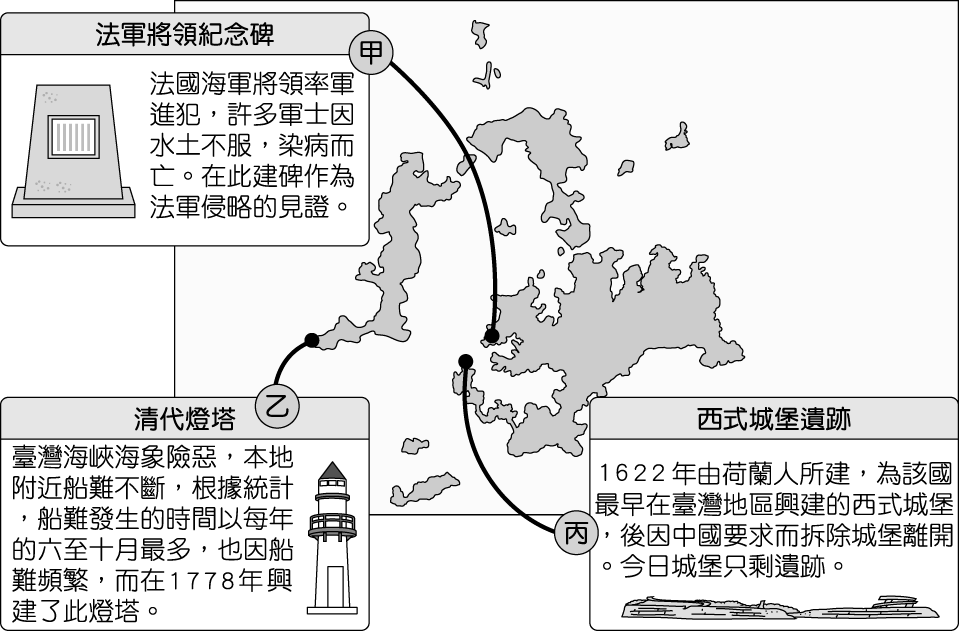 法軍將領紀念碑
甲
法國海軍將領率軍
進犯，許多軍士因
水土不服，染病而
亡。在此建碑作為
法軍侵略的見證。
乙
清代燈塔
臺灣海峽海象險惡，本地
附近船難不斷，根據統計
，船難發生的時間以每年
的六至十月最多，也因船
難頻繁，而在1778年興
建了此燈塔。
西式城堡遺跡
丙
1622年由荷蘭人所建，為該國
最早在臺灣地區興建的西式城堡
，後因中國要求而拆除城堡離開
。今日城堡只剩遺跡。